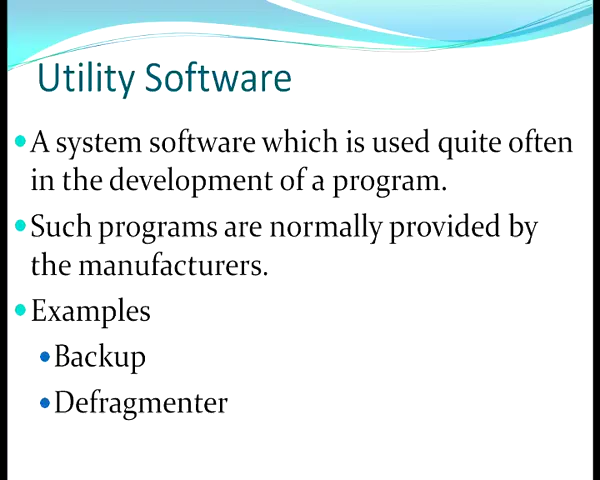 Utility Software
A system software which is used quite often
in the development of a program.
Such programs are normally provided by
the manufacturers.
Examples
Backup
Defragmenter